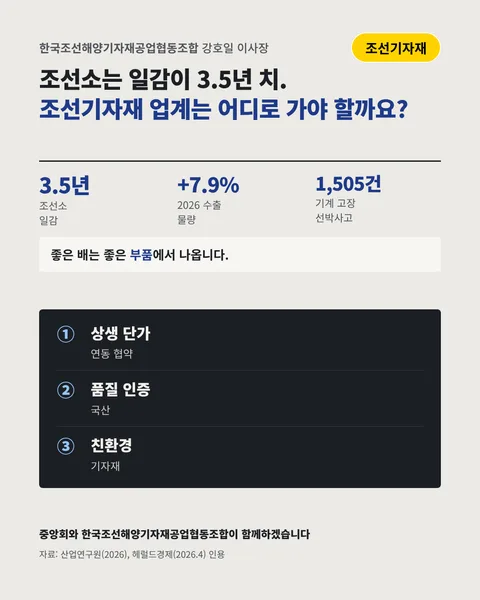 한국조선해양기자재공업협동조합 강호일 이사장
조선기자재
조선소는 일감이 3.5년 치.
조선기자재 업계는 어디로 가야 할까요?
3.5년
조선소
일감
+7.9%
2026 수출
물량
1,505건
기계 고장
선박사고
좋은 배는 좋은 부품에서 나옵니다.
1 상생 단가
연동 협약
2 품질 인증
국산
3 친환경
기자재
중앙회와 한국조선해양기자재공업협동조합이 함께하겠습니다
자료: 산업연구원(2026), 헤럴드경제(2026.4) 인용